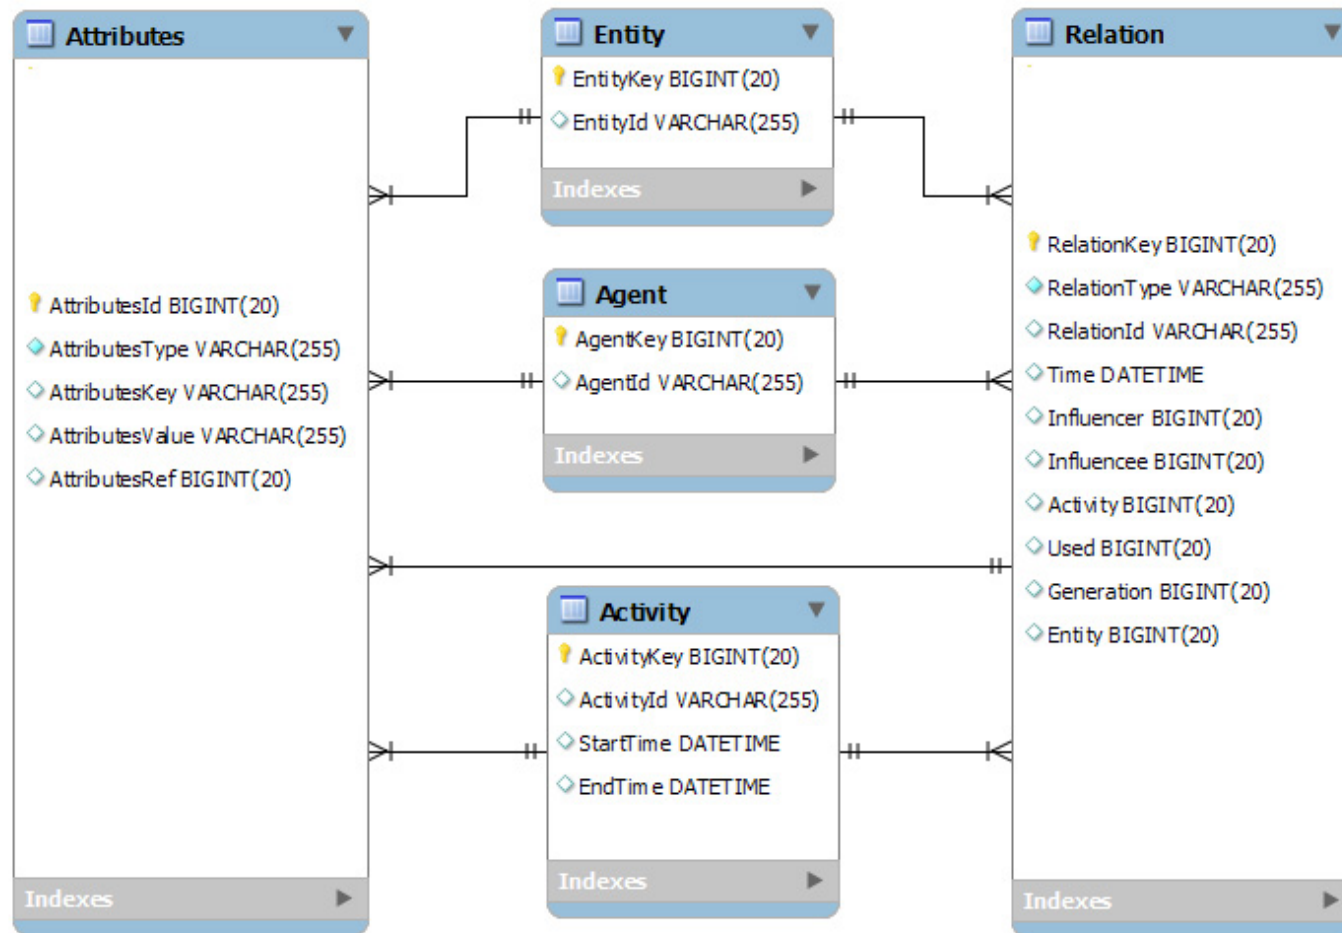 Attributes
AttributesId BIGINT(20)
AttributesType VARCHAR(255)
AttributesKey VARCHAR(255)
AttributesValue VARCHAR(255)
AttributesRef BIGINT(20)
Indexes
Entity
EntityKey BIGINT(20)
EntityId VARCHAR(255)
Indexes
Agent
AgentKey BIGINT(20)
AgentId VARCHAR(255)
Indexes
Activity
ActivityKey BIGINT(20)
ActivityId VARCHAR(255)
StartTime DATETIME
EndTime DATETIME
Indexes
Relation
RelationKey BIGINT(20)
RelationType VARCHAR(255)
RelationId VARCHAR(255)
Time DATETIME
Influencer BIGINT(20)
Influencee BIGINT(20)
Activity BIGINT(20)
Used BIGINT(20)
Generation BIGINT(20)
Entity BIGINT(20)
Indexes